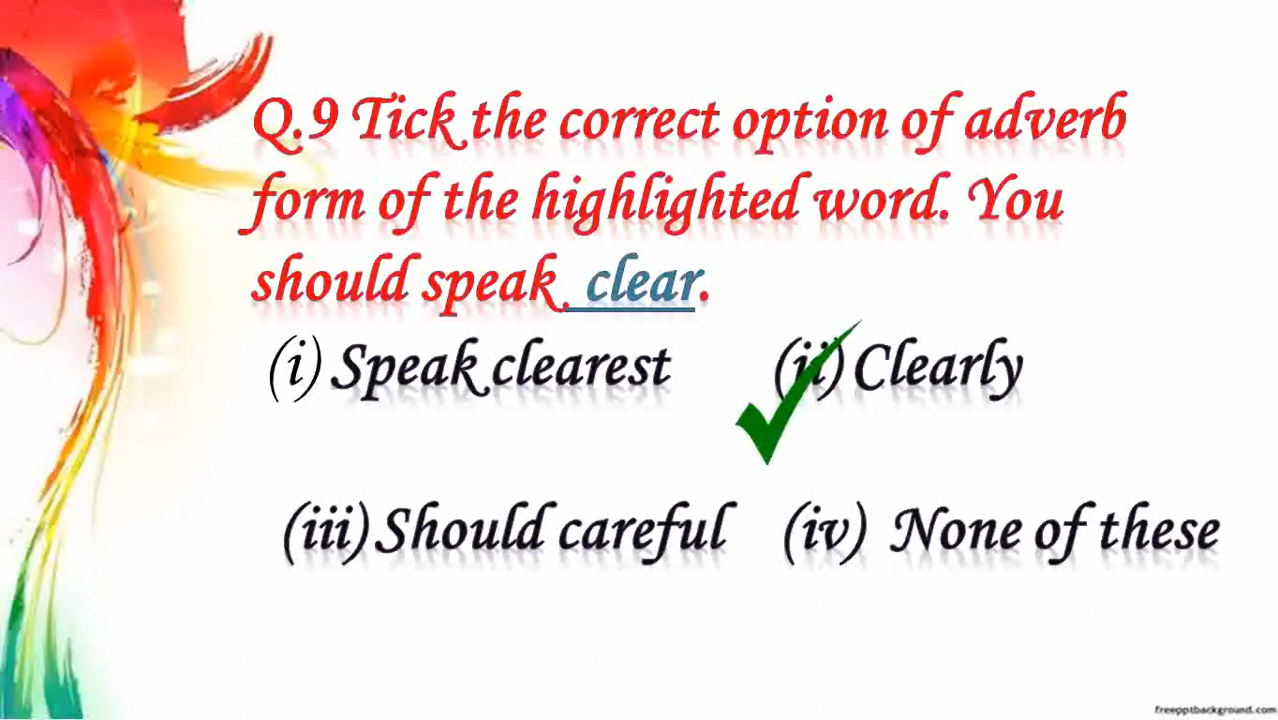 Q.9 Tick the correct option of adverb
form of the highlighted word. You
should speak clear.
(i) Speak clearest (ii) Clearly
(iii) Should careful (iv) None of these
freepptbackground.com